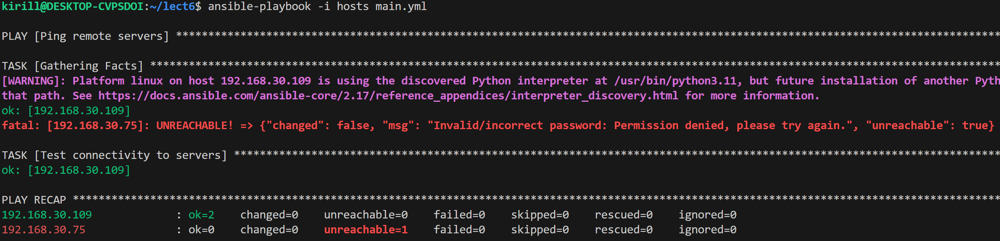 kirill@DESKTOP-CVPSDOI:~/lect6$ ansible-playbook -i hosts main.yml
PLAY [Ping remote servers] ********************************************************************************************************************************
TASK [Gathering Facts] ************************************************************************************************************************************
[WARNING]: Platform linux on host 192.168.30.109 is using the discovered Python interpreter at /usr/bin/python3.11, but future installation of another Pyth
that path. See https://docs.ansible.com/ansible-core/2.17/reference_appendices/interpreter_discovery.html for more information.
ok: [192.168.30.109]
fatal: [192.168.30.75]: UNREACHABLE! => {"changed": false, "msg": "Invalid/incorrect password: Permission denied, please try again.", "unreachable": true}
TASK [Test connectivity to servers] ***********************************************************************************************************************
ok: [192.168.30.109]
PLAY RECAP ************************************************************************************************************************************************
192.168.30.109             : ok=2    changed=0    unreachable=0    failed=0    skipped=0    rescued=0    ignored=0
192.168.30.75              : ok=0    changed=0    unreachable=1    failed=0    skipped=0    rescued=0    ignored=0